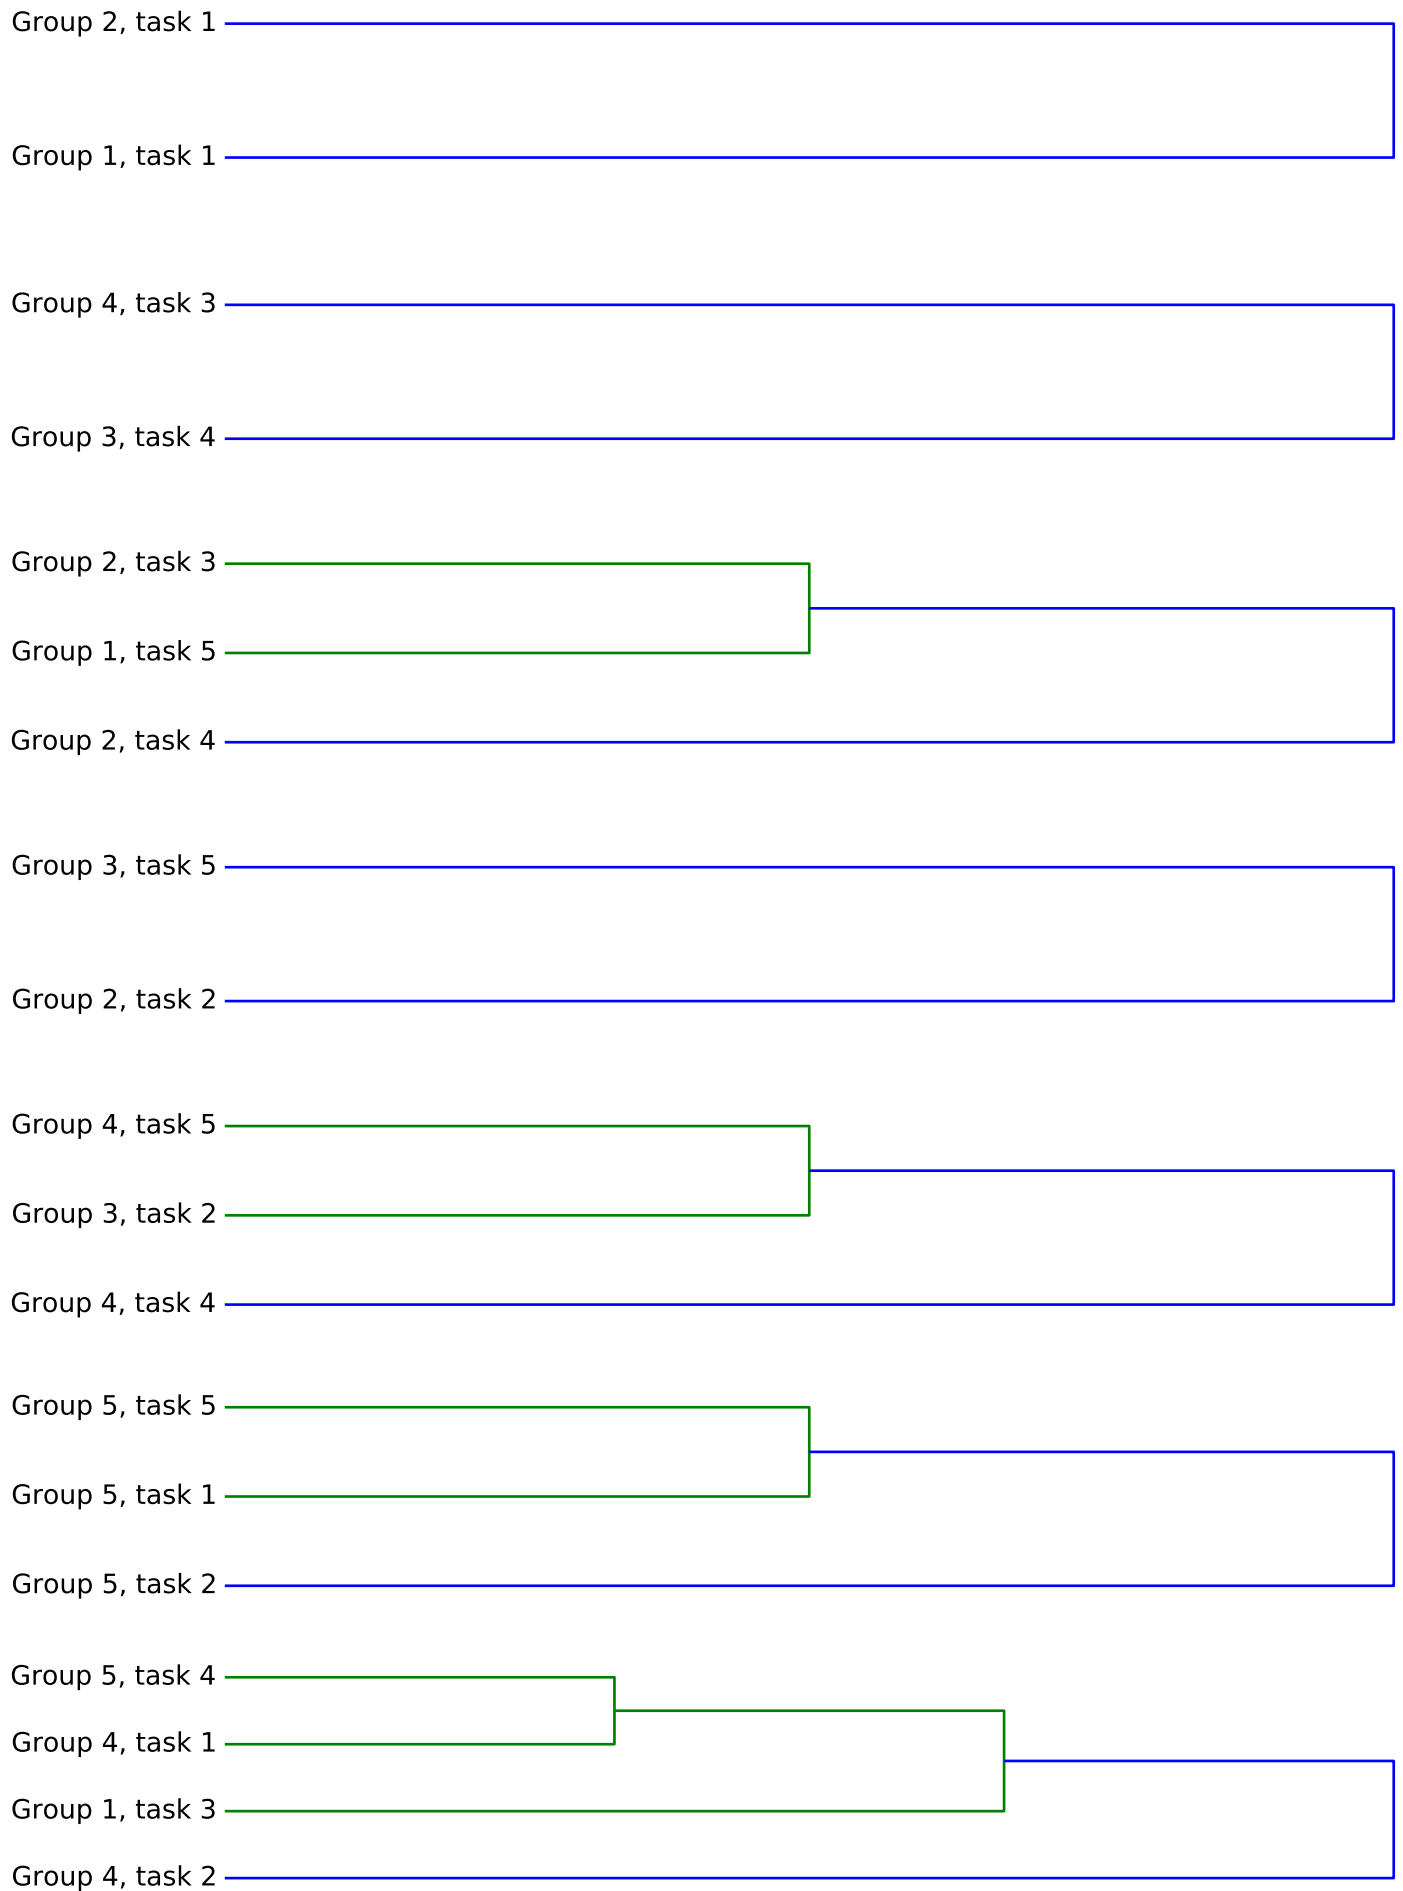 Group 2, task 1
Group 1, task 1
Group 4, task 3
Group 3, task 4
Group 2, task 3
Group 1, task 5
Group 2, task 4
Group 3, task 5
Group 2, task 2
Group 4, task 5
Group 3, task 2
Group 4, task 4
Group 5, task 5
Group 5, task 1
Group 5, task 2
Group 5, task 4
Group 4, task 1
Group 1, task 3
Group 4, task 2